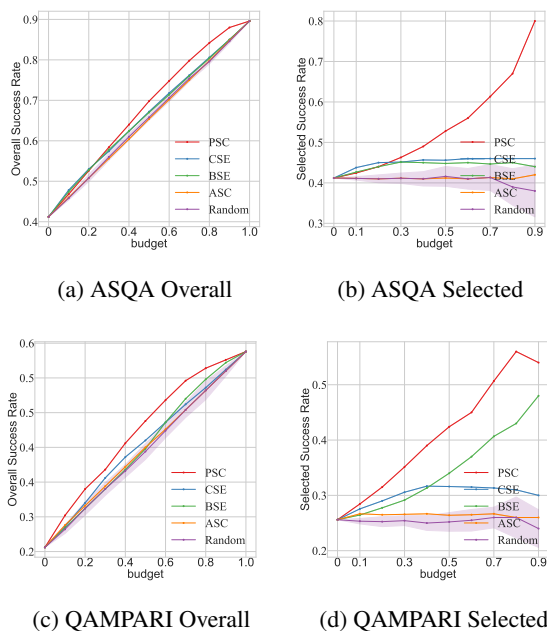 0.9
0.8
0.7
0.6
0.5
0.4
Overall Success Rate
PSC
CSE
BSE
ASC
Random
0 0.2 0.4 0.6 0.8 1.0
budget
(a) ASQA Overall
0.8
0.7
0.6
0.5
0.4
0.3
Selected Success Rate
PSC
CSE
BSE
ASC
Random
0 0.1 0.3 0.5 0.7 0.9
budget
(b) ASQA Selected
0.6
0.5
0.5
0.4
0.4
0.3
0.2
Overall Success Rate
PSC
CSE
BSE
ASC
Random
0.0 0.2 0.4 0.6 0.8 1.0
budget
(c) QAMPARI Overall
0.5
0.4
0.3
0.2
Selected Success Rate
PSC
CSE
BSE
ASC
Random
0 0.1 0.3 0.5 0.7 0.9
budget
(d) QAMPARI Selected